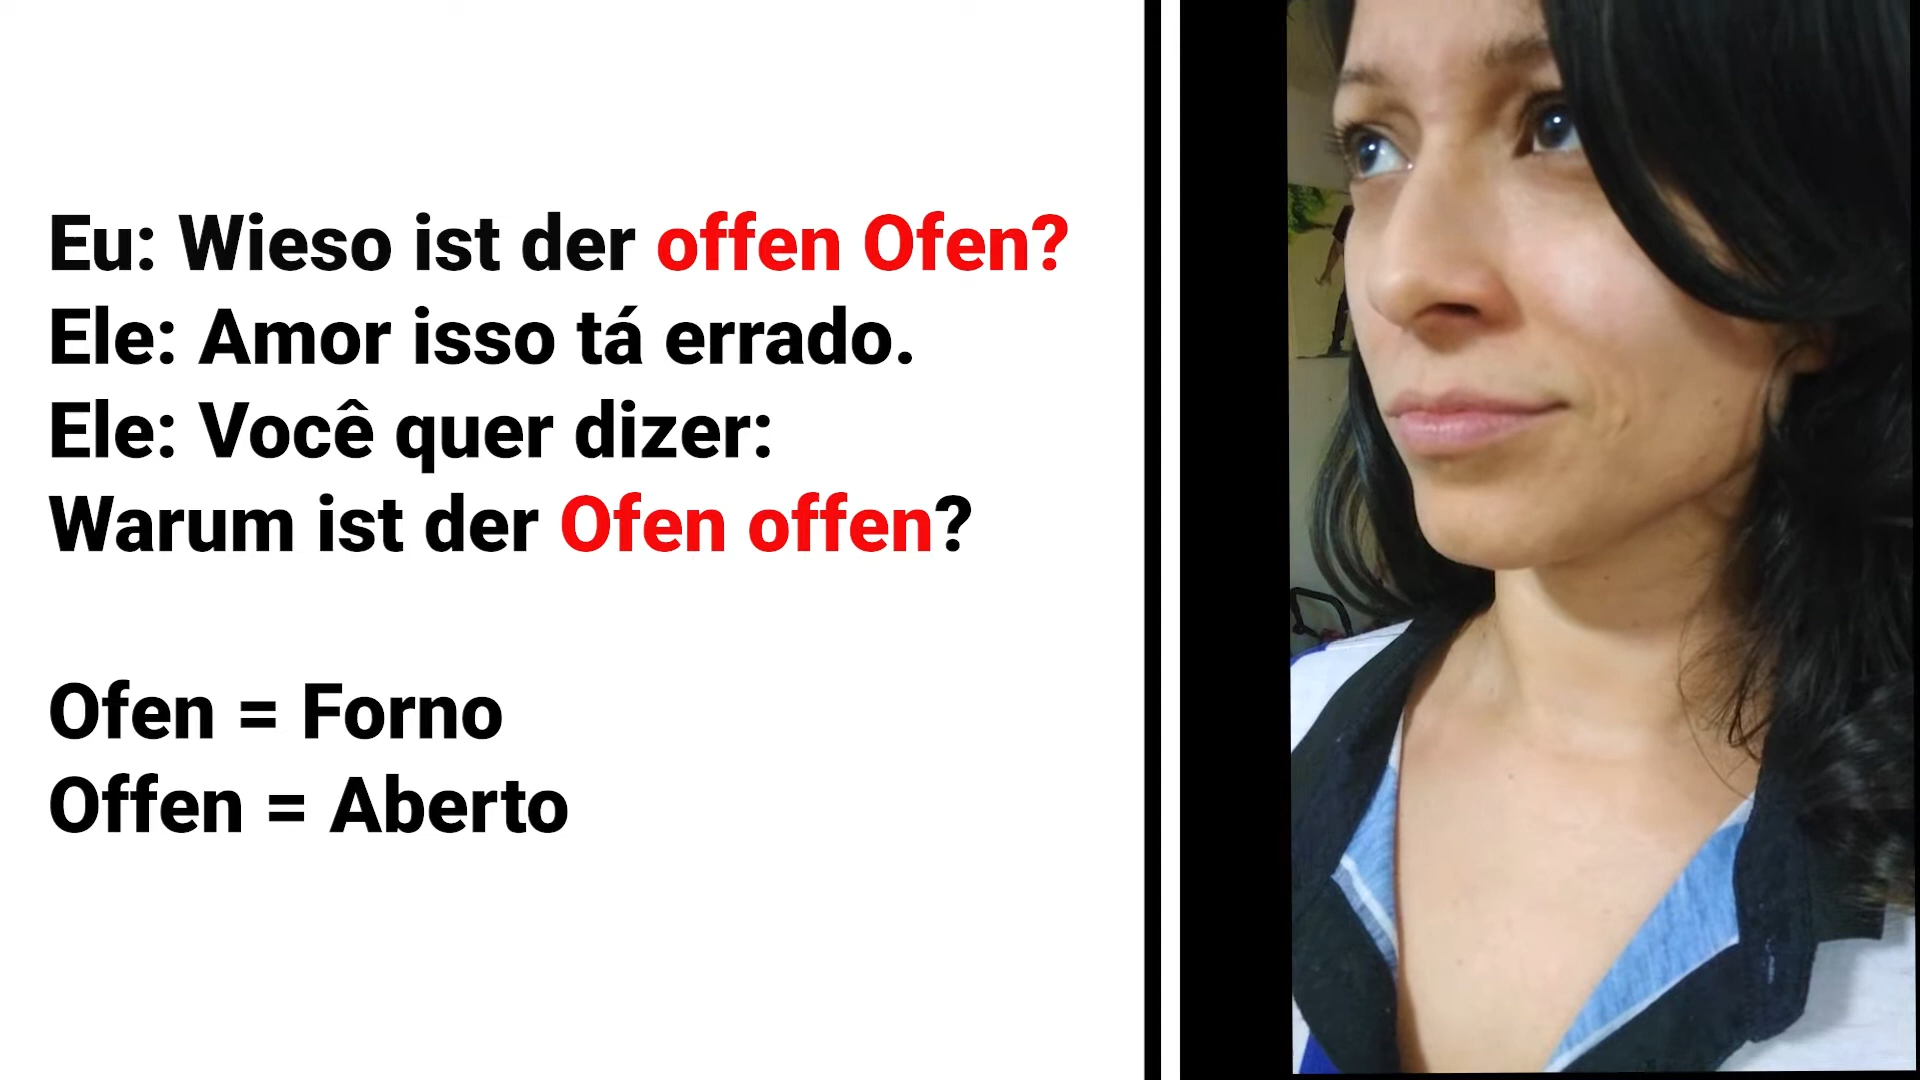 Eu: Wieso ist der offen Ofen?
Ele: Amor isso tá errado.
Ele: Você quer dizer:
Warum ist der Ofen offen?
Ofen = Forno
Offen = Aberto